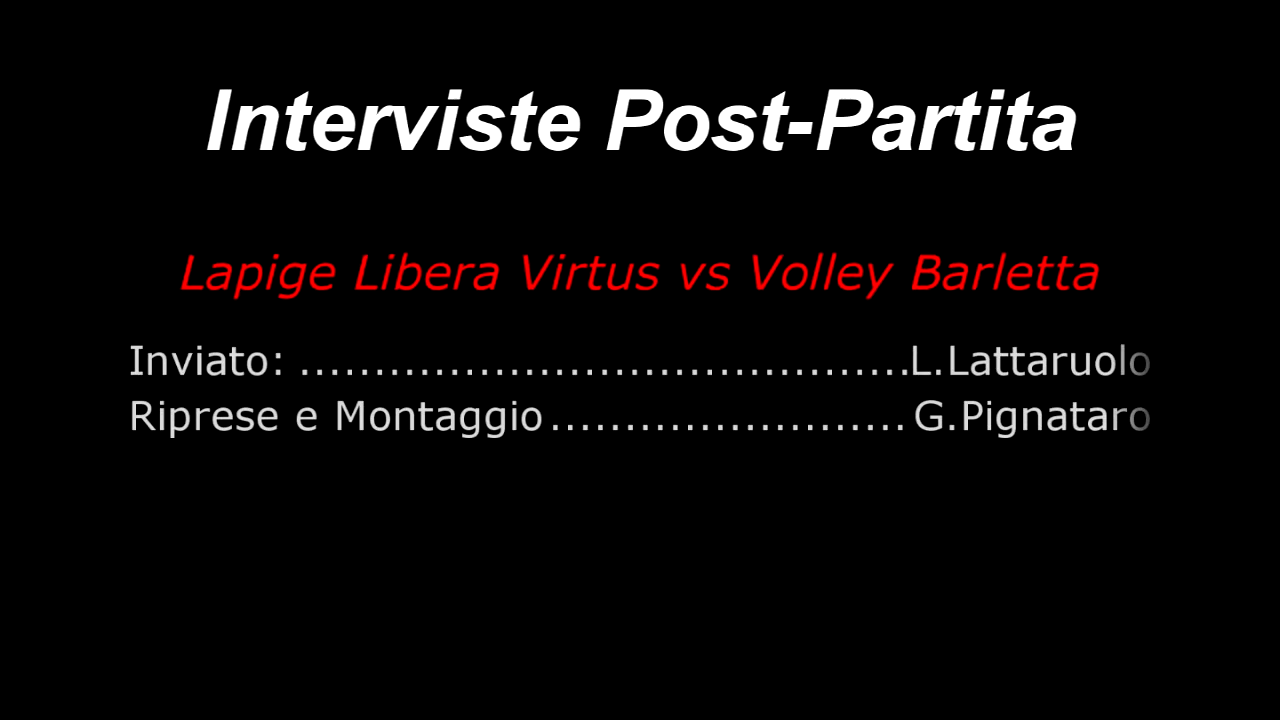 Interviste Post-Partita
Lapige Libera Virtus vs Volley Barletta
Inviato: .........................................L.Lattaruolo
Riprese e Montaggio........................ G.Pignataro